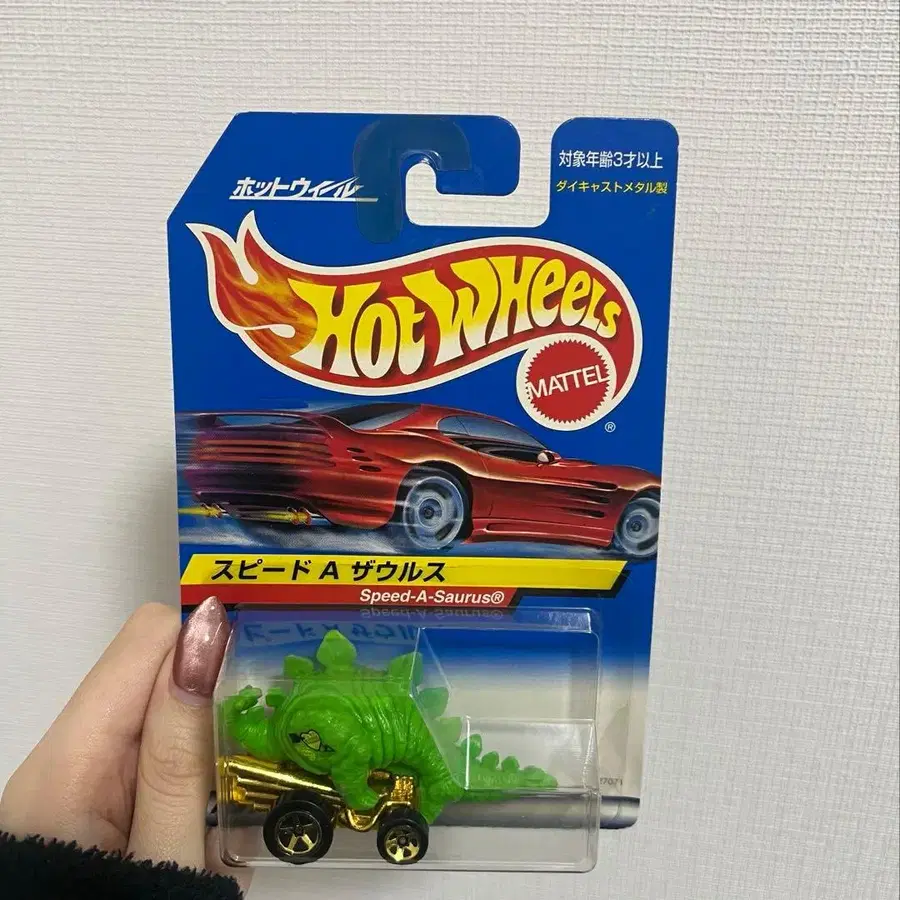 対象年齢3才以上
ダイキャストメタル製
ホットウィール
HOT WHEELS
MATTEL
®
スピード A ザウルス
Speed-A-Saurus®